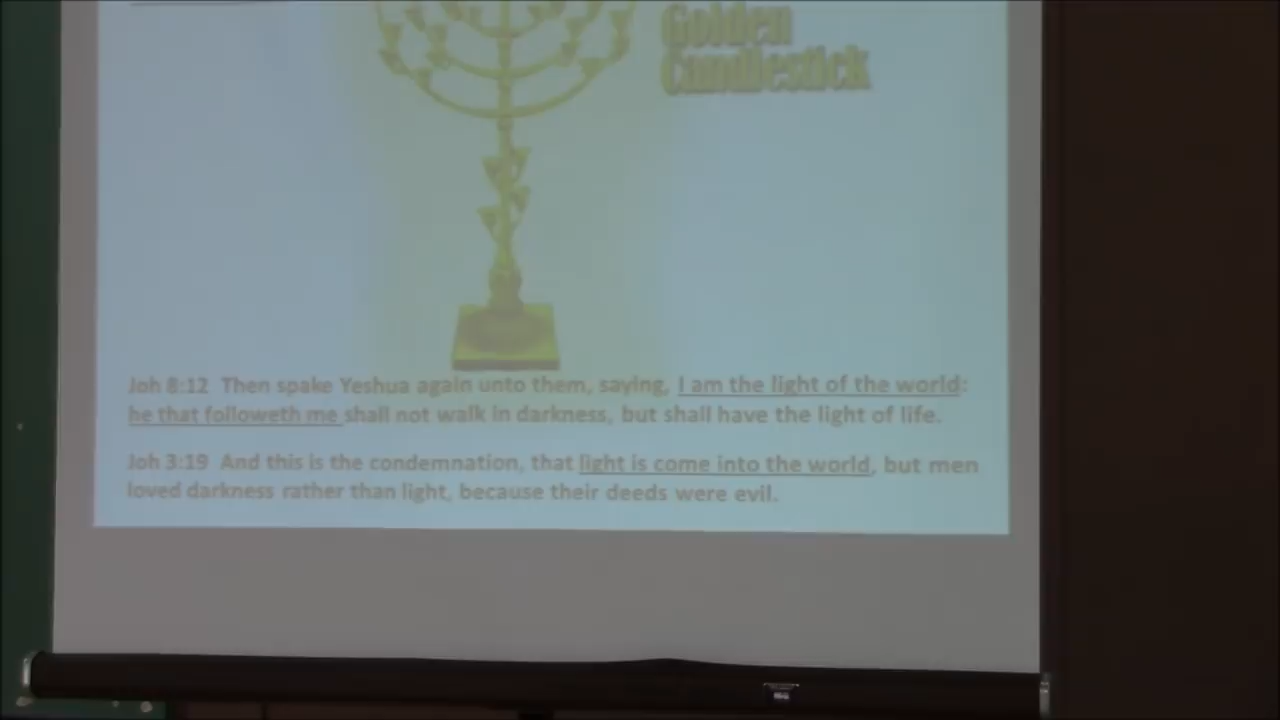 Golden
Candlestick
Joh 8:12 Then spake Yeshua again unto them, saying, I am the light of the world:
he that followeth me shall not walk in darkness, but shall have the light of life.
Joh 3:19 And this is the condemnation, that light is come into the world, but men
loved darkness rather than light, because their deeds were evil.